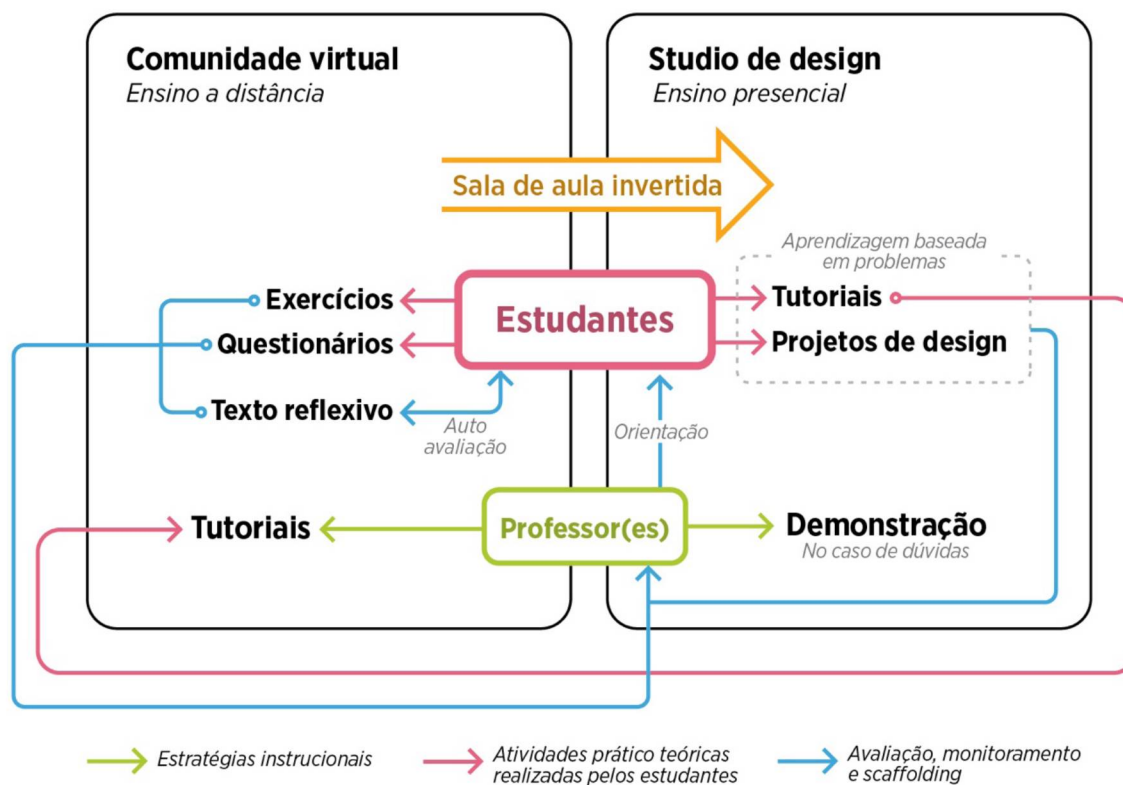 Comunidade virtual
Ensino a distância
Studio de design
Ensino presencial
Sala de aula invertida
Aprendizagem baseada
em problemas
Exercícios
Questionários
Texto reflexivo
Estudantes
Tutoriais
Projetos de design
Auto
avaliação
Orientação
Tutoriais
Professor(es)
Demonstração
No caso de dúvidas
Estratégias instrucionais
Atividades prático teóricas
realizadas pelos estudantes
Avaliação, monitoramento
e scaffolding